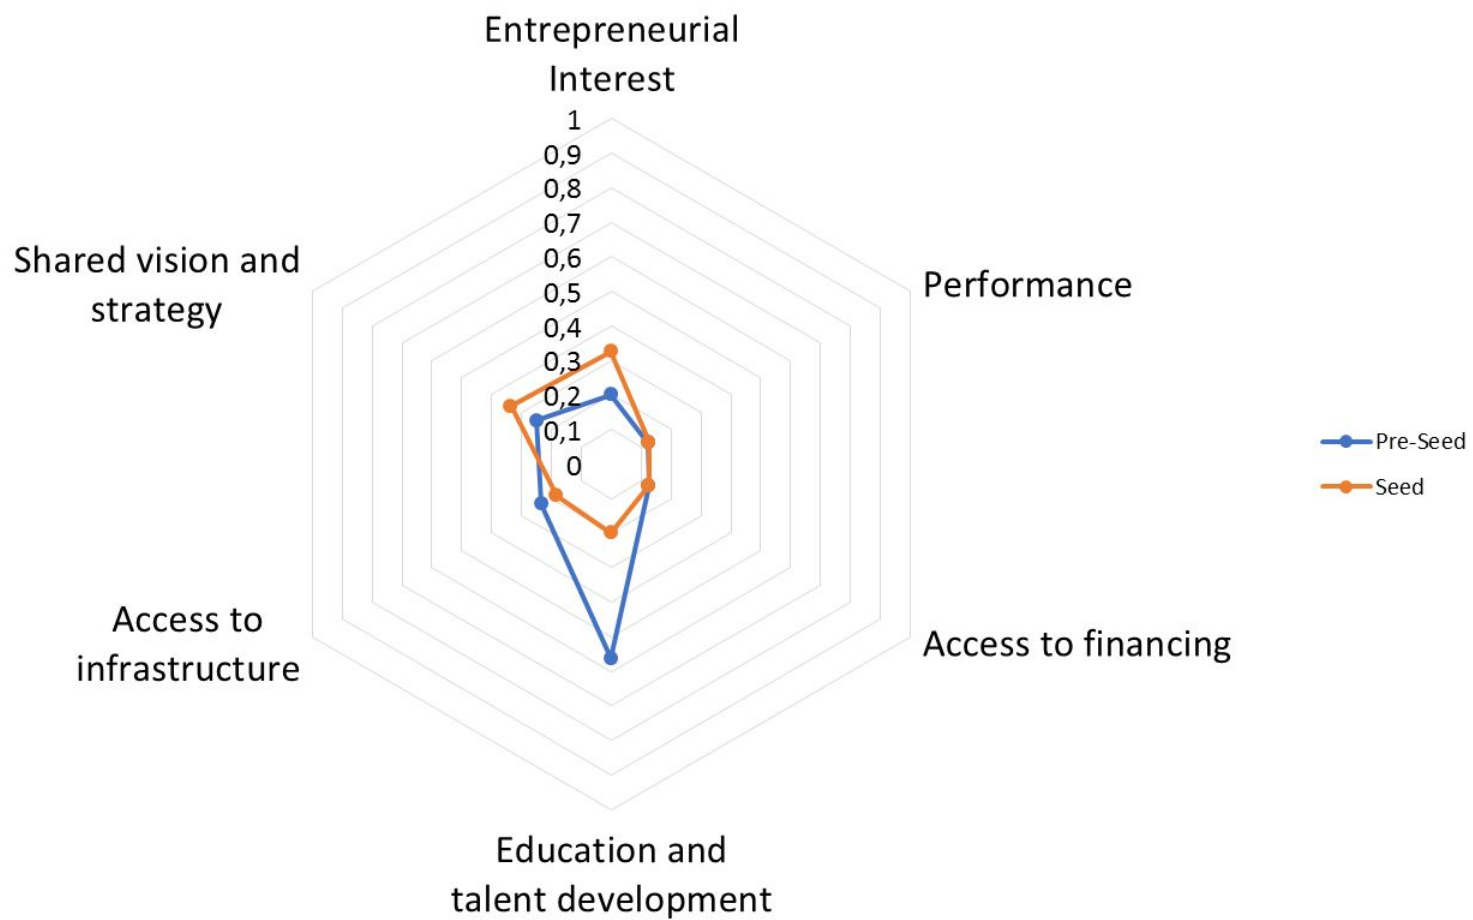 Entrepreneurial
Interest
1
0,9
0,8
0,7
0,6
0,5
0,4
0,3
0,2
0,1
0
Shared vision and
strategy
Performance
Pre-Seed
Seed
Access to
infrastructure
Access to financing
Education and
talent development